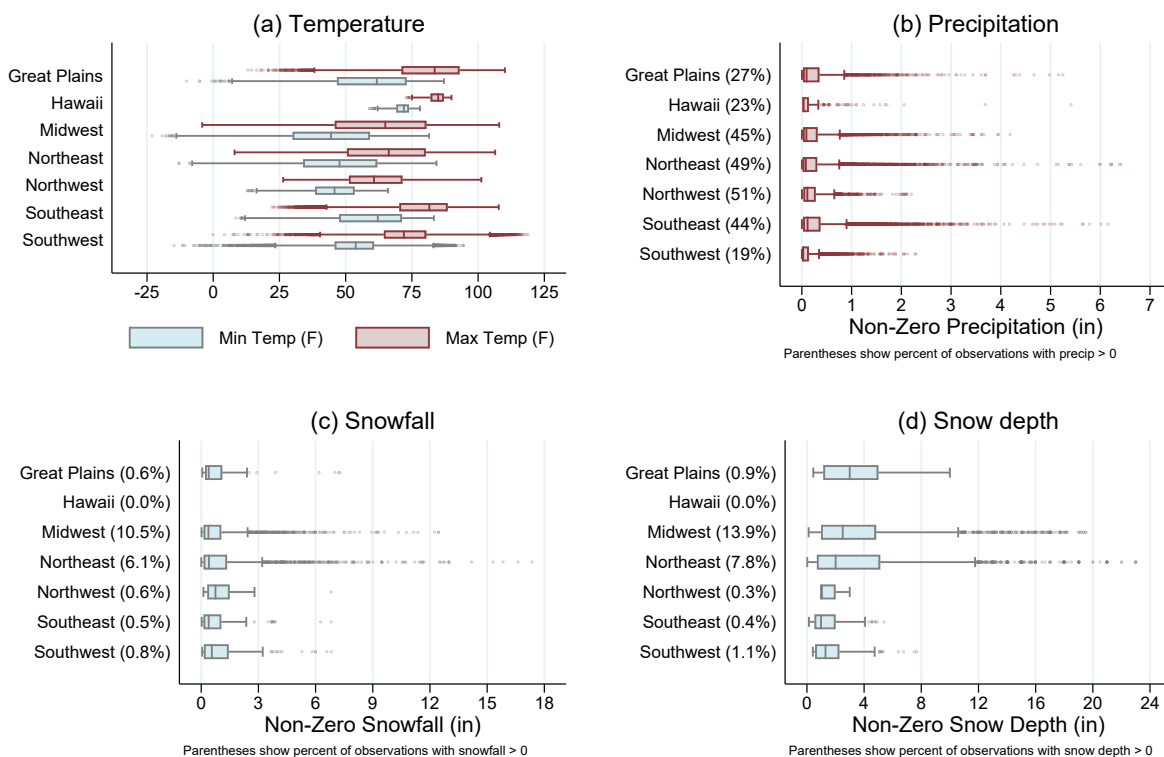 (a) Temperature
Great Plains
Hawaii
Midwest
Northeast
Northwest
Southeast
Southwest
-25 0 25 50 75 100 125
Min Temp (F) Max Temp (F)
(b) Precipitation
Great Plains (27%)
Hawaii (23%)
Midwest (45%)
Northeast (49%)
Northwest (51%)
Southeast (44%)
Southwest (19%)
0 1 2 3 4 5 6 7
Non-Zero Precipitation (in)
Parentheses show percent of observations with precip > 0
(c) Snowfall
Great Plains (0.6%)
Hawaii (0.0%)
Midwest (10.5%)
Northeast (6.1%)
Northwest (0.6%)
Southeast (0.5%)
Southwest (0.8%)
0 3 6 9 12 15 18
Non-Zero Snowfall (in)
Parentheses show percent of observations with snowfall > 0
(d) Snow depth
Great Plains (0.9%)
Hawaii (0.0%)
Midwest (13.9%)
Northeast (7.8%)
Northwest (0.3%)
Southeast (0.4%)
Southwest (1.1%)
0 4 8 12 16 20 24
Non-Zero Snow Depth (in)
Parentheses show percent of observations with snow depth > 0